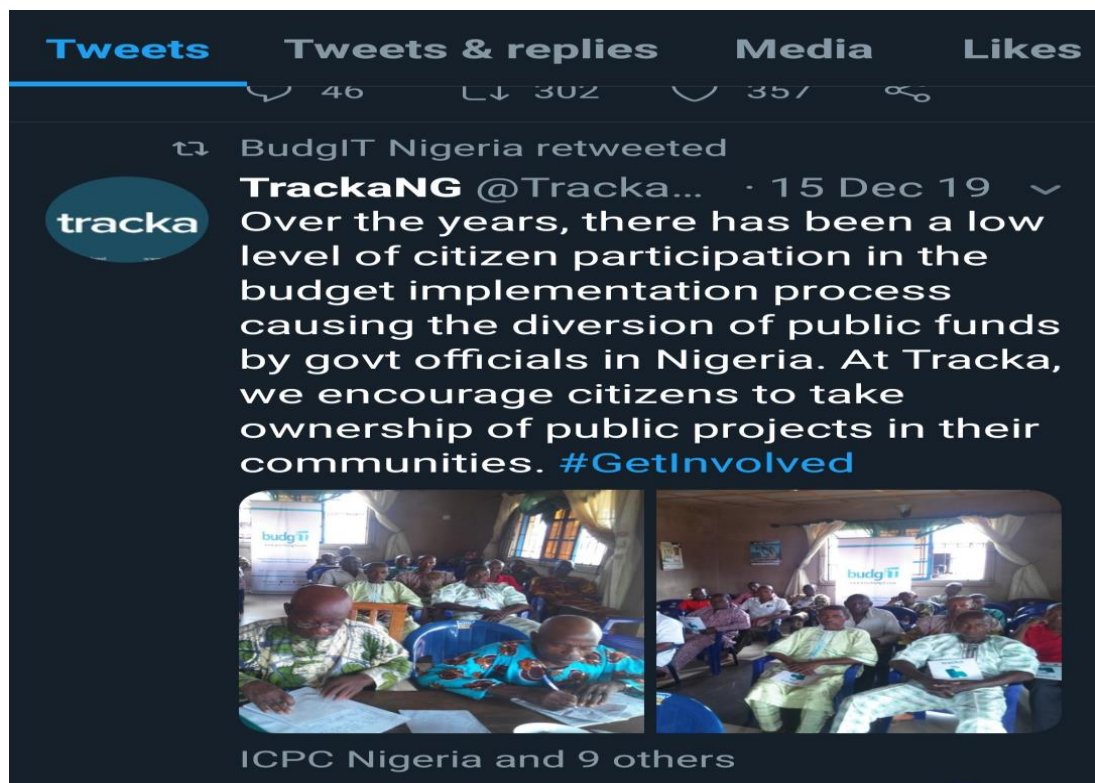 Tweets Tweets & replies Media Likes
46 302 357
BudgIT Nigeria retweeted
TrackaNG @Tracka... · 15 Dec 19
tracka
Over the years, there has been a low
level of citizen participation in the
budget implementation process
causing the diversion of public funds
by govt officials in Nigeria. At Tracka,
we encourage citizens to take
ownership of public projects in their
communities. #GetInvolved
budgIT
budgIT
ICPC Nigeria and 9 others